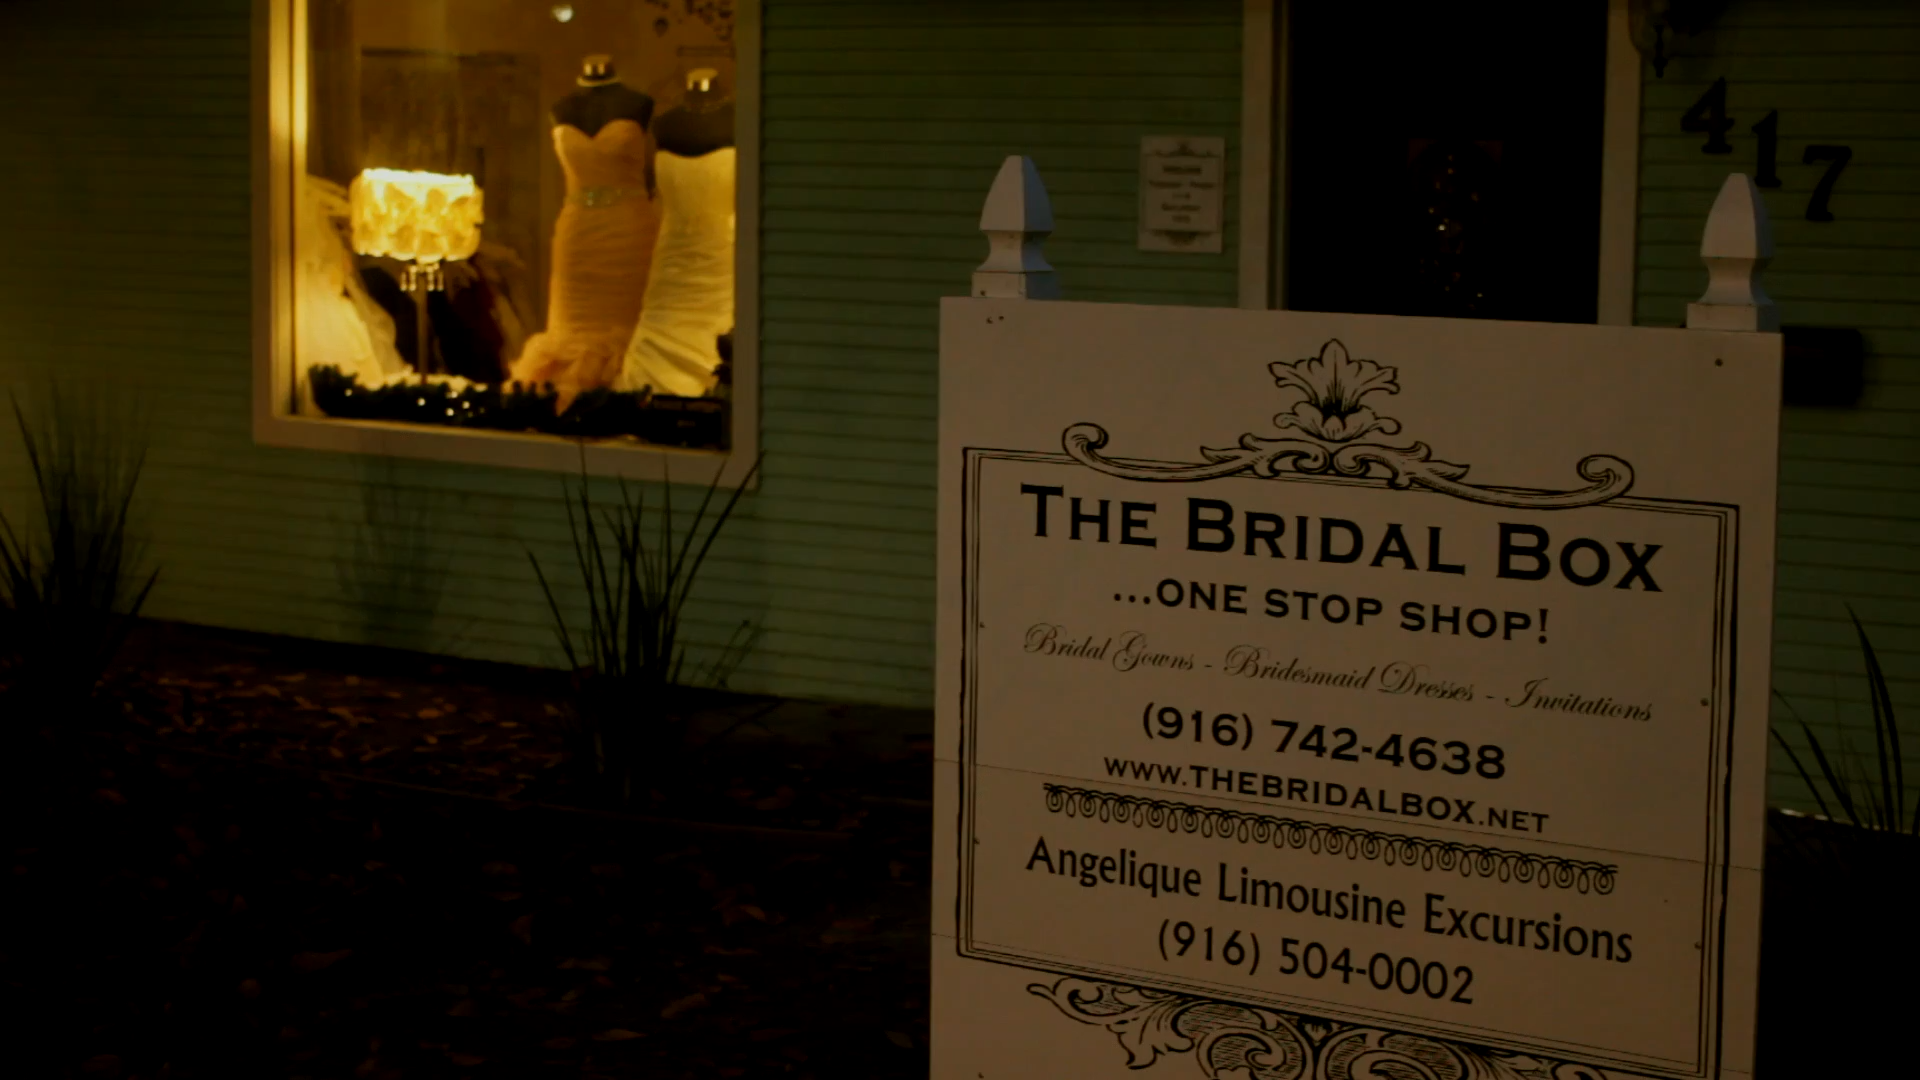 417
THE BRIDAL BOX
...ONE STOP SHOP!
Bridal Gowns - Bridesmaid Dresses - Invitations
(916) 742-4638
WWW.THEBRIDALBOX.NET
Angelique Limousine Excursions
(916) 504-0002